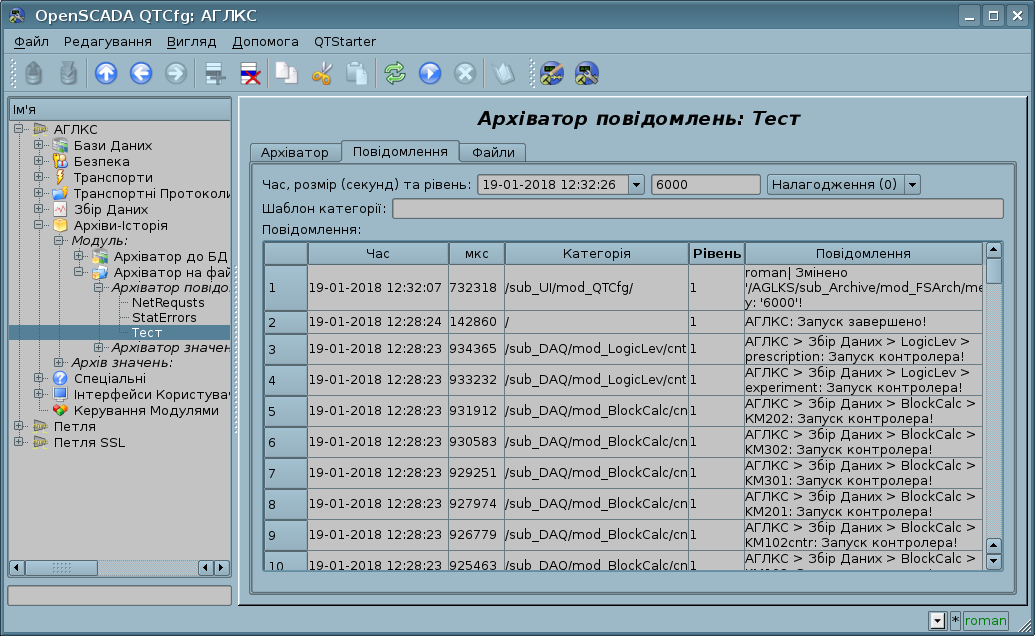 OpenSCADA QTCfg: АГЛКС
Файл Редагування Вигляд Допомога QTStarter
Ім'я
АГЛКС
Бази Даних
Безпека
Транспорти
Транспортні Протоколи
Збір Даних
Архіви-Історія
Модуль:
Архіватор до БД
Архіватор на фай
Архіватор повідо
NetRequsts
StatErrors
Тест
Архіватор значен
Архів значень:
Спеціальні
Інтерфейси Користува
Керування Модулями
Петля
Петля SSL
Архіватор повідомлень: Тест
Архіватор Повідомлення Файли
Час, розмір (секунд) та рівень: 19-01-2018 12:32:26 6000 Налагодження (0)
Шаблон категорії:
Повідомлення:
Час мкс Категорія Рівень Повідомлення
1 19-01-2018 12:32:07 732318 /sub_UI/mod_QTCfg/ 1 roman| Змінено
'/AGLKS/sub_Archive/mod_FSArch/me
у: '6000'!
2 19-01-2018 12:28:24 142860 / 1 АГЛКС: Запуск завершено!
3 19-01-2018 12:28:23 934365 /sub_DAQ/mod_LogicLev/cnt 1 АГЛКС > Збір Даних > LogicLev >
prescription: Запуск контролера!
4 19-01-2018 12:28:23 933232 /sub_DAQ/mod_LogicLev/cnt 1 АГЛКС > Збір Даних > LogicLev >
experiment: Запуск контролера!
5 19-01-2018 12:28:23 931912 /sub_DAQ/mod_BlockCalc/cn 1 АГЛКС > Збір Даних > BlockCalc >
KM202: Запуск контролера!
6 19-01-2018 12:28:23 930583 /sub_DAQ/mod_BlockCalc/cn 1 АГЛКС > Збір Даних > BlockCalc >
KM302: Запуск контролера!
7 19-01-2018 12:28:23 929251 /sub_DAQ/mod_BlockCalc/cn 1 АГЛКС > Збір Даних > BlockCalc >
KM301: Запуск контролера!
8 19-01-2018 12:28:23 927974 /sub_DAQ/mod_BlockCalc/cn 1 АГЛКС > Збір Даних > BlockCalc >
KM201: Запуск контролера!
9 19-01-2018 12:28:23 926779 /sub_DAQ/mod_BlockCalc/cn 1 АГЛКС > Збір Даних > BlockCalc >
KM102cntr: Запуск контролера!
10 19-01-2018 12:28:23 925463 /sub_DAQ/mod_BlockCalc/cn 1 АГЛКС > Збір Даних > BlockCalc >
* roman